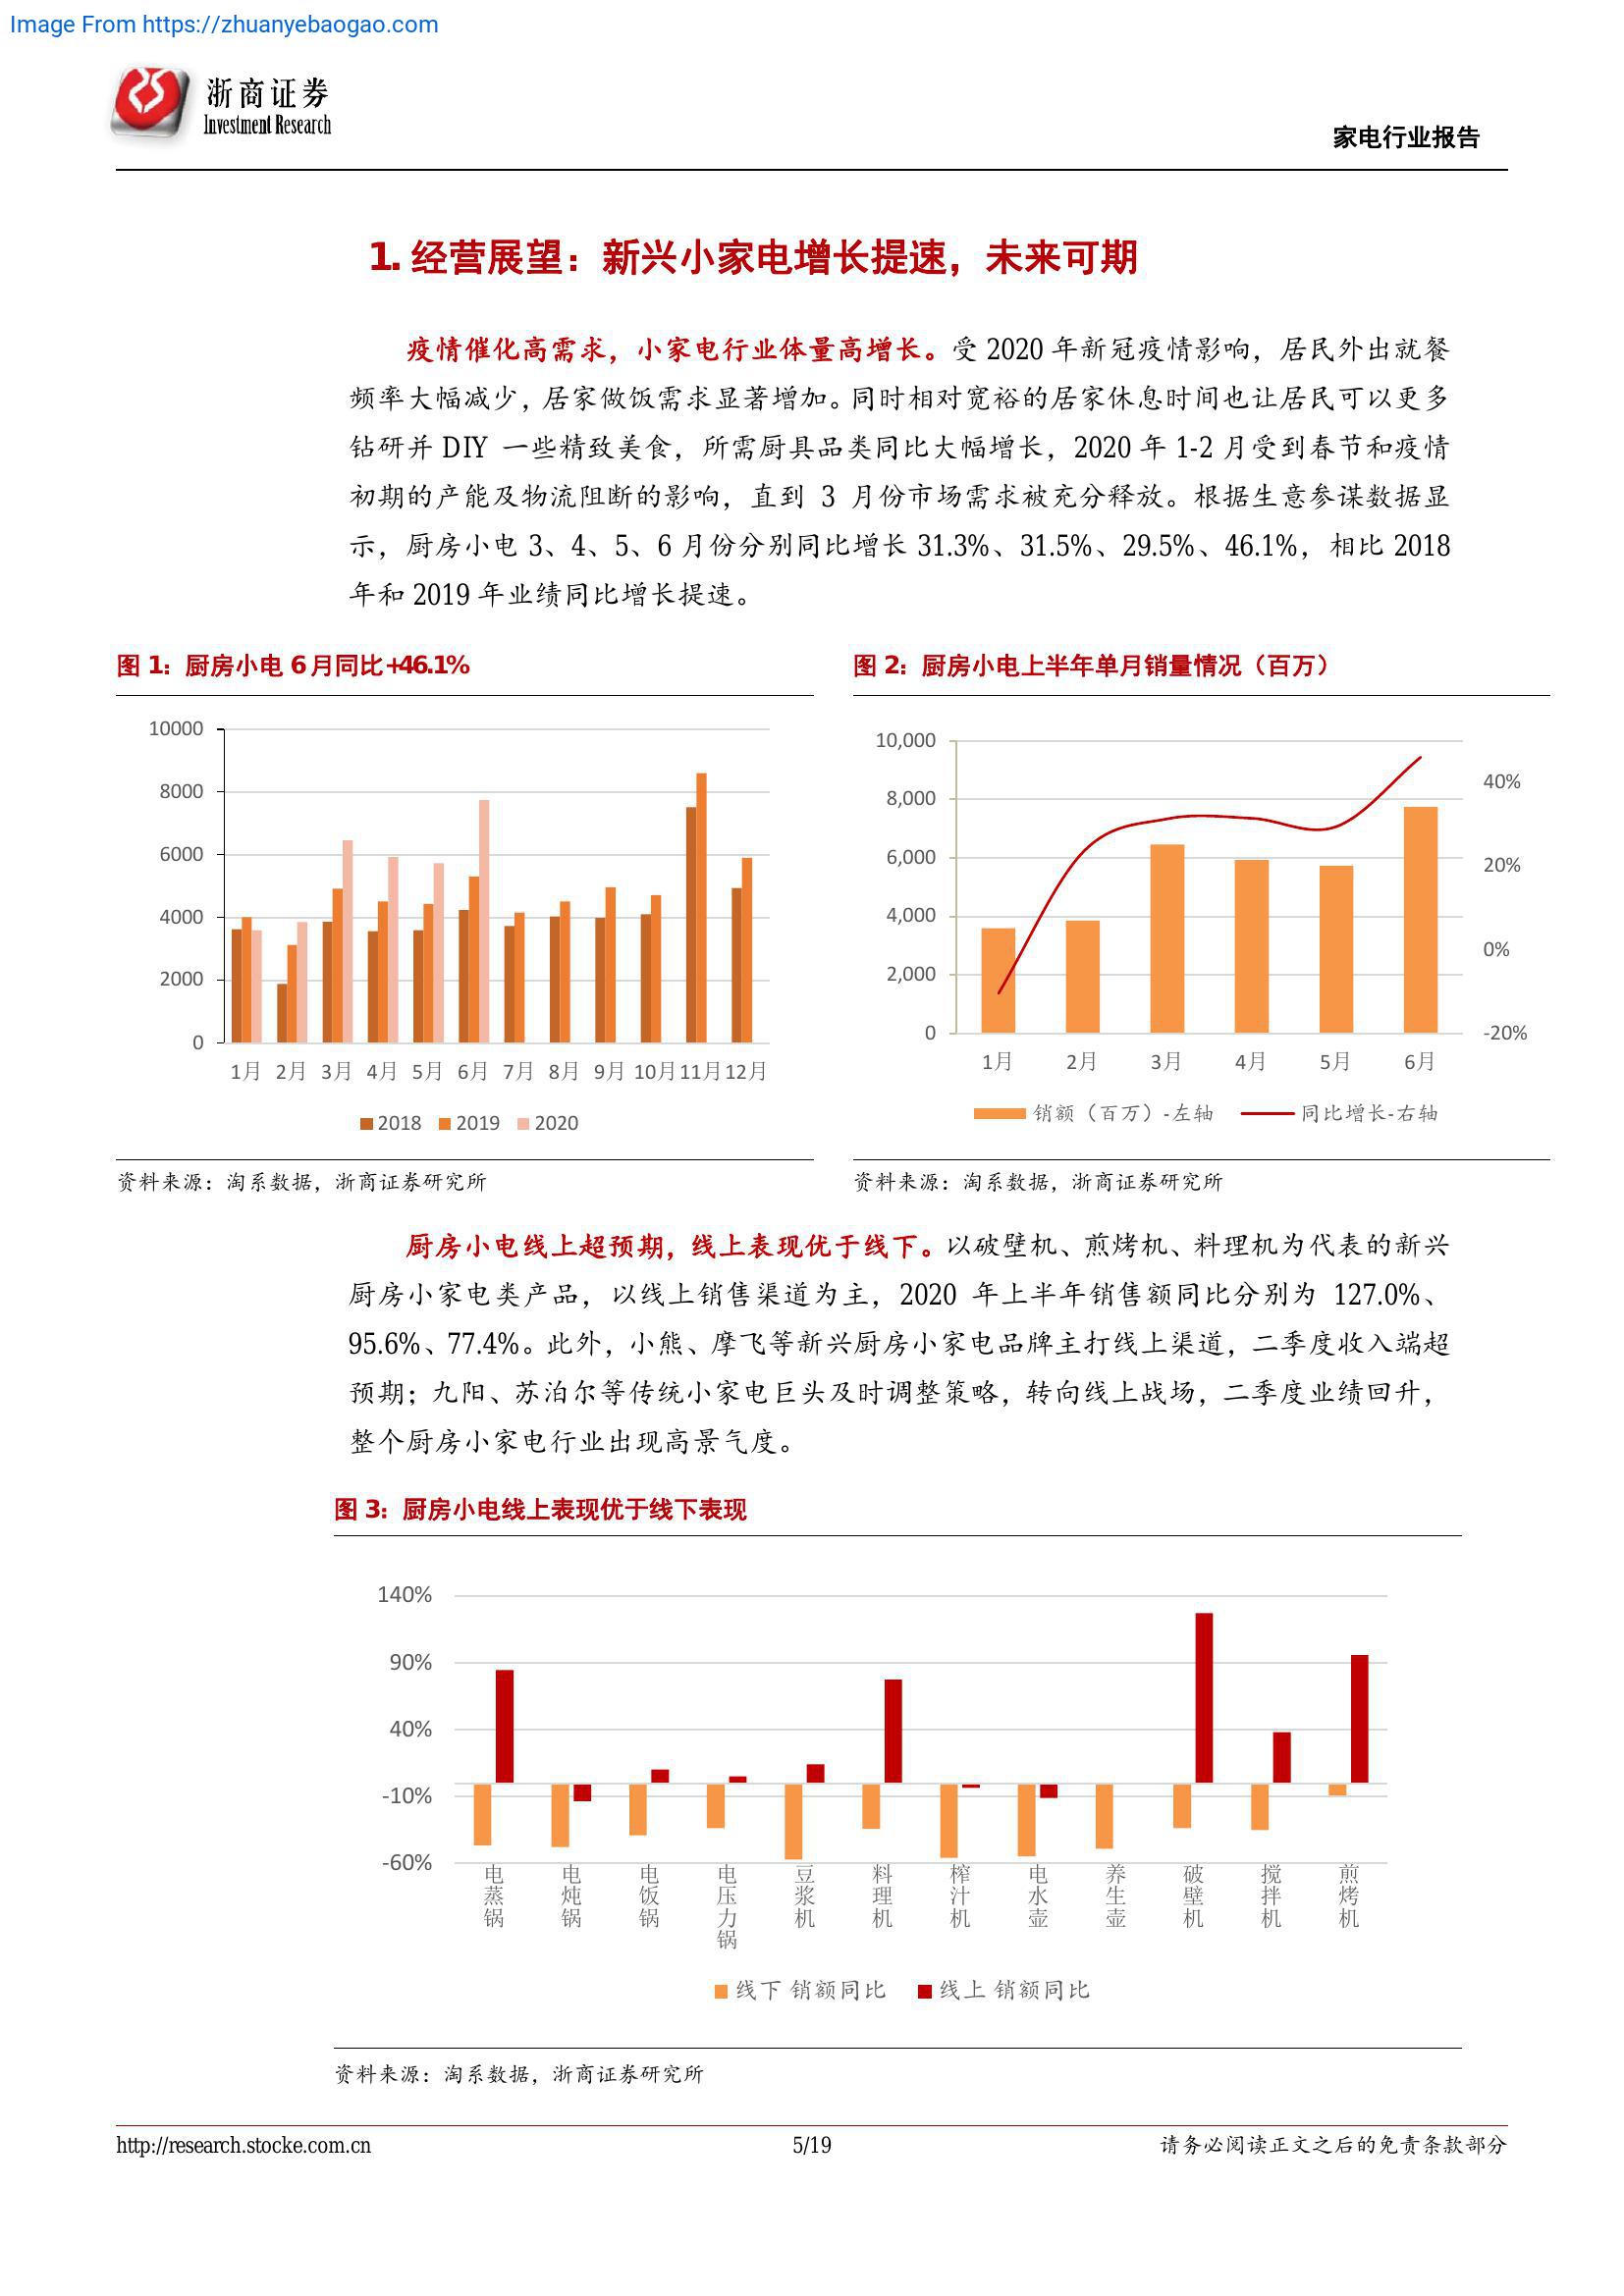 Image From https://zhuanyebaogao.com
浙商证券
Investment Research
家电行业报告
1. 经营展望：新兴小家电增长提速，未来可期
疫情催化高需求，小家电行业体量高增长。受 2020 年新冠疫情影响，居民外出就餐
频率大幅减少，居家做饭需求显著增加。同时相对宽裕的居家休息时间也让居民可以更多
钻研并 DIY 一些精致美食，所需厨具品类同比大幅增长，2020 年 1-2 月受到春节和疫情
初期的产能及物流阻断的影响，直到 3 月份市场需求被充分释放。根据生意参谋数据显
示，厨房小电 3、4、5、6 月份分别同比增长 31.3%、31.5%、29.5%、46.1%，相比 2018
年和 2019 年业绩同比增长提速。
图 1：厨房小电 6 月同比+46.1%
10000
8000
6000
4000
2000
0
1月 2月 3月 4月 5月 6月 7月 8月 9月 10月 11月 12月
2018 2019 2020
资料来源：淘系数据，浙商证券研究所
图 2：厨房小电上半年单月销量情况（百万）
10,000
8,000
6,000
4,000
2,000
0
40%
20%
0%
-20%
1月 2月 3月 4月 5月 6月
销额（百万）-左轴 同比增长-右轴
资料来源：淘系数据，浙商证券研究所
厨房小电线上超预期，线上表现优于线下。以破壁机、煎烤机、料理机为代表的新兴
厨房小家电类产品，以线上销售渠道为主，2020 年上半年销售额同比分别为 127.0%、
95.6%、77.4%。此外，小熊、摩飞等新兴厨房小家电品牌主打线上渠道，二季度收入端超
预期；九阳、苏泊尔等传统小家电巨头及时调整策略，转向线上战场，二季度业绩回升，
整个厨房小家电行业出现高景气度。
图 3：厨房小电线上表现优于线下表现
140%
90%
40%
-10%
-60%
电蒸锅 电炖锅 电饭锅 电压力锅 豆浆机 料理机 榨汁机 电水壶 养生壶 破壁机 搅拌机 煎烤机
线下 销额同比 线上 销额同比
资料来源：淘系数据，浙商证券研究所
http://research.stocke.com.cn 5/19 请务必阅读正文之后的免责条款部分